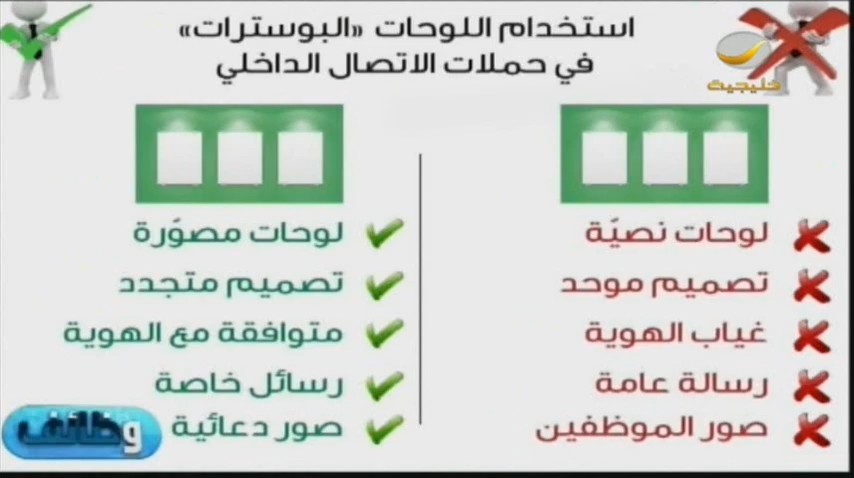 استخدام اللوحات «البوسترات»
في حملات الاتصال الداخلي
خليجية
لوحات نصيّة
تصميم موحد
غياب الهوية
رسالة عامة
صور الموظفين
لوحات مصوّرة
تصميم متجدد
متوافقة مع الهوية
رسائل خاصة
صور دعائية
وظائف